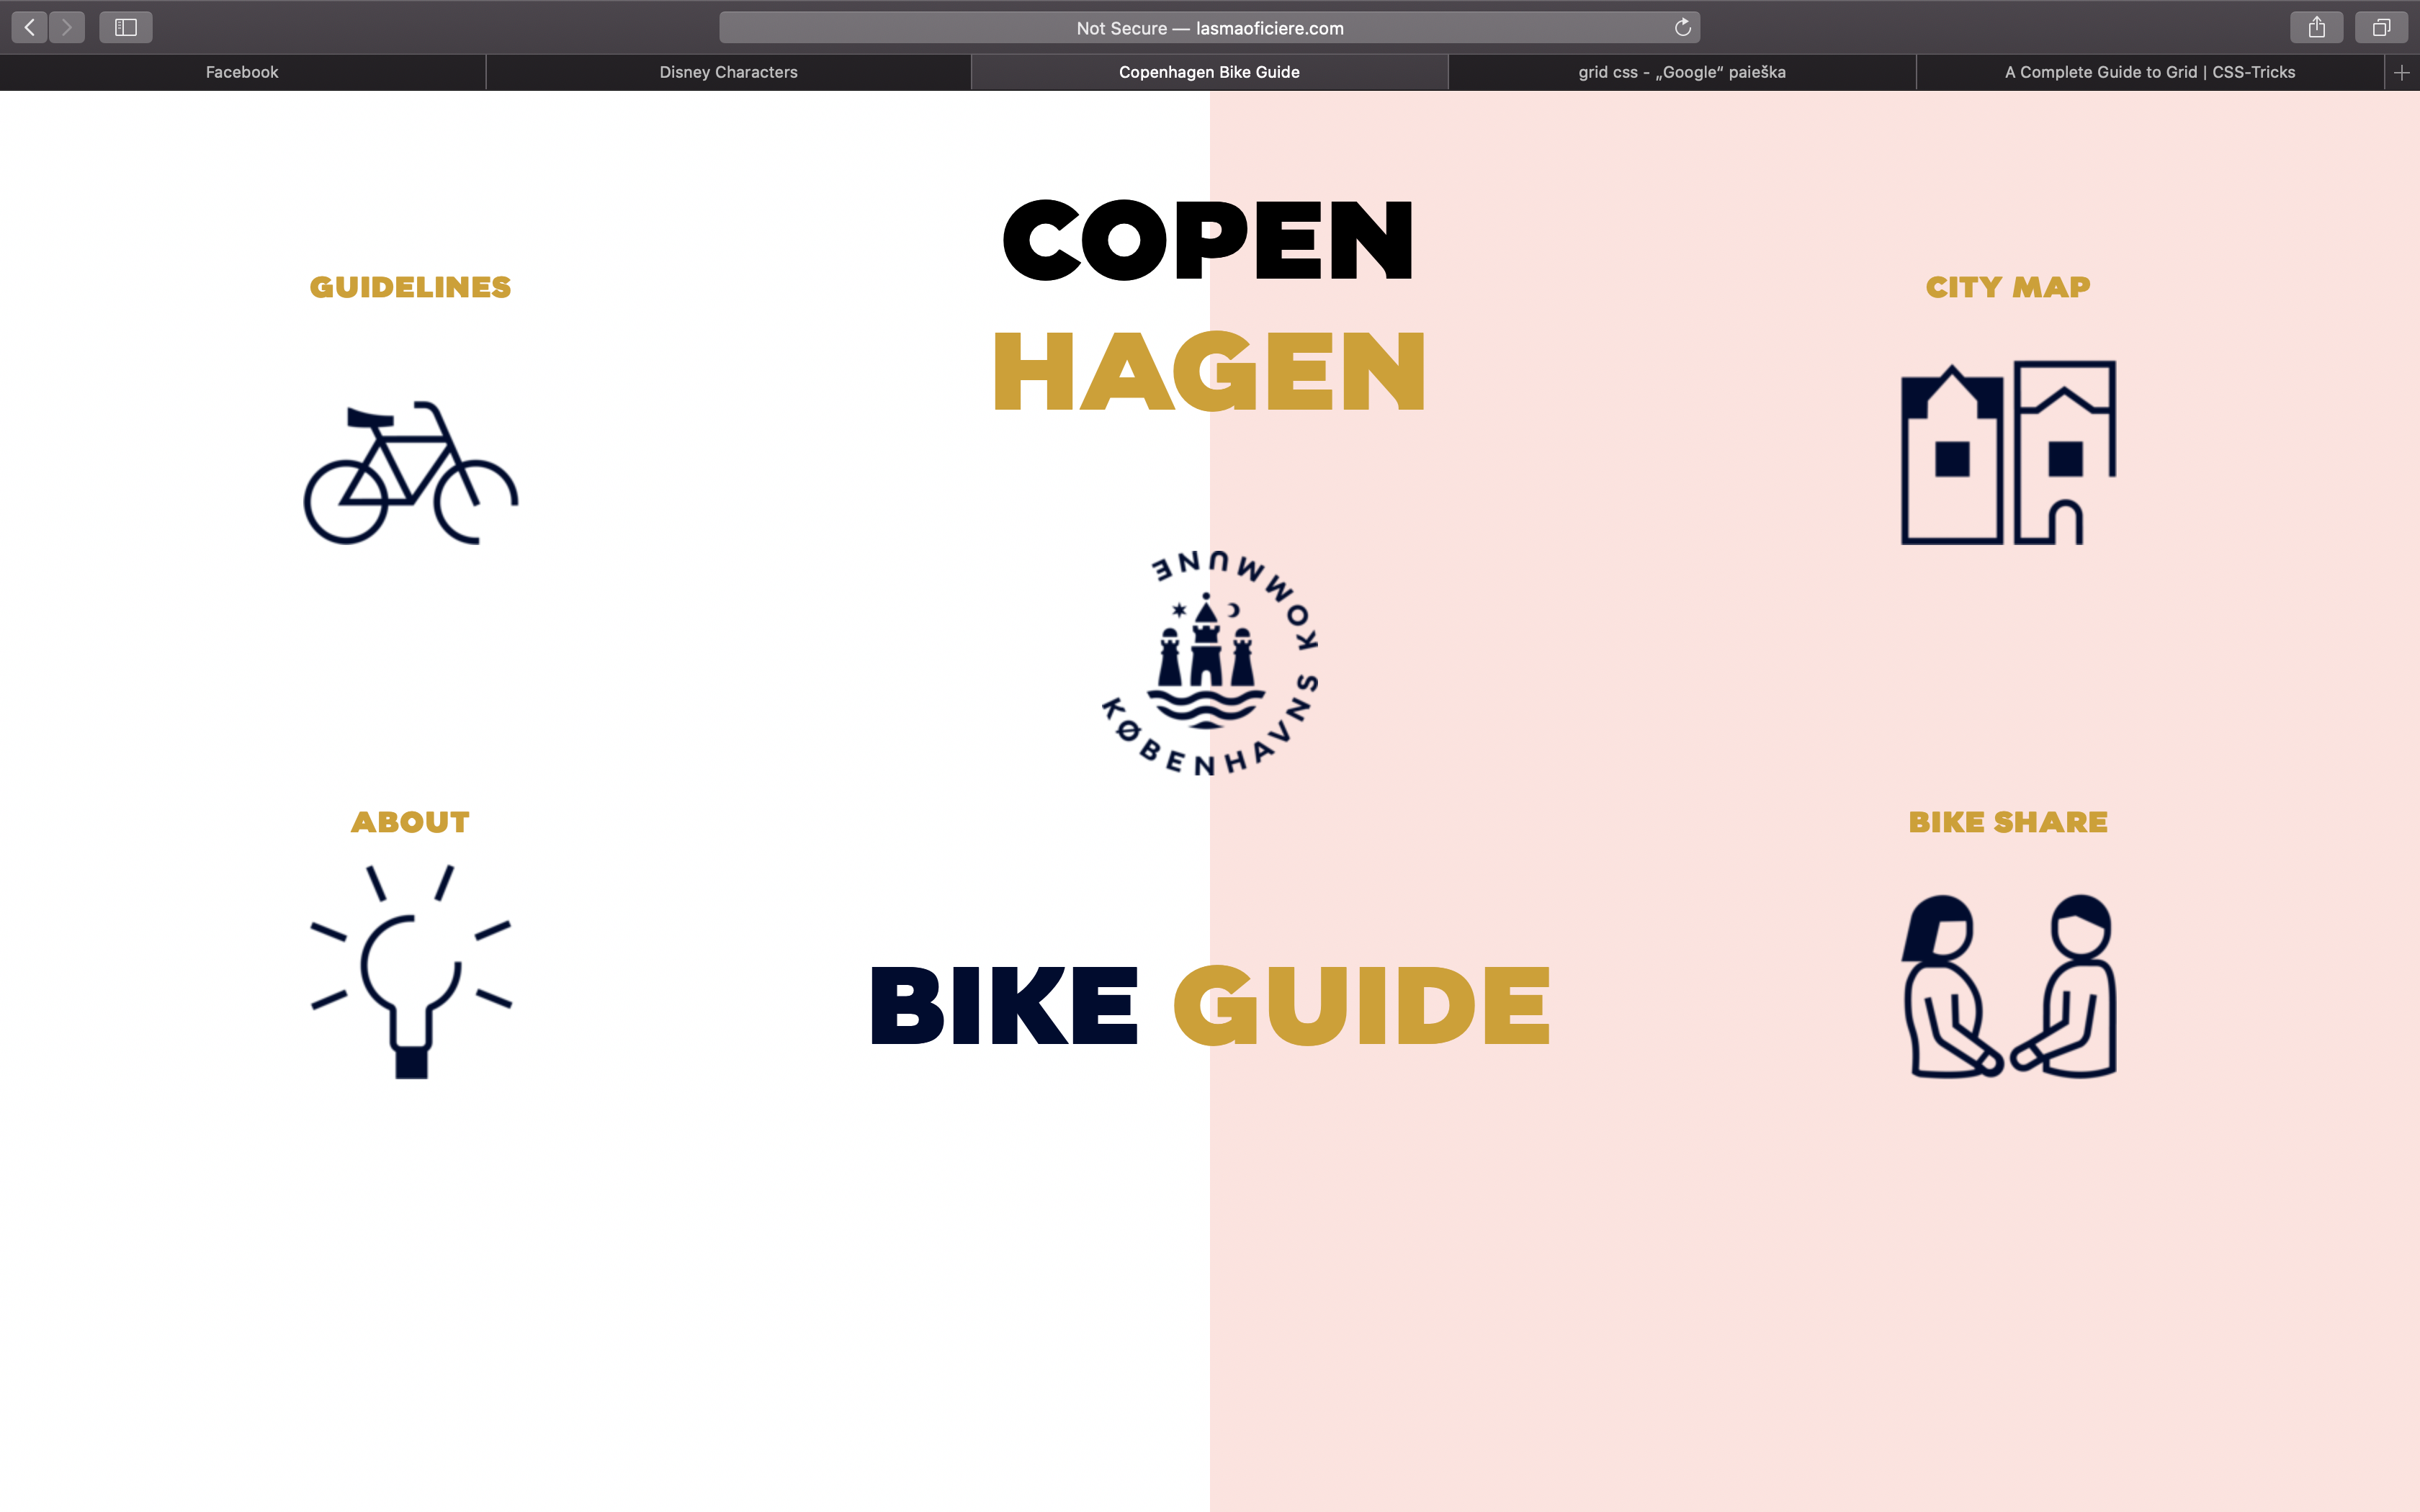 Not Secure — lasmaoficiere.com
Facebook
Disney Characters
Copenhagen Bike Guide
grid css - „Google“ paieška
A Complete Guide to Grid | CSS-Tricks
COPEN
HAGEN
GUIDELINES
CITY MAP
KØBENHAVNS KOMMUNE
ABOUT
BIKE SHARE
BIKE GUIDE